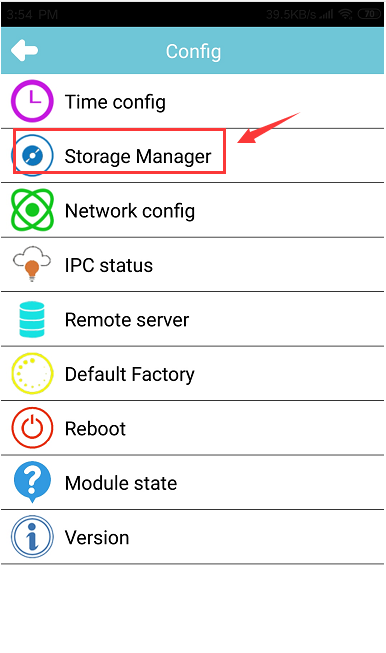 3:54 PM 39.5KB/s 70
Config
Time config
Storage Manager
Network config
IPC status
Remote server
Default Factory
Reboot
Module state
Version